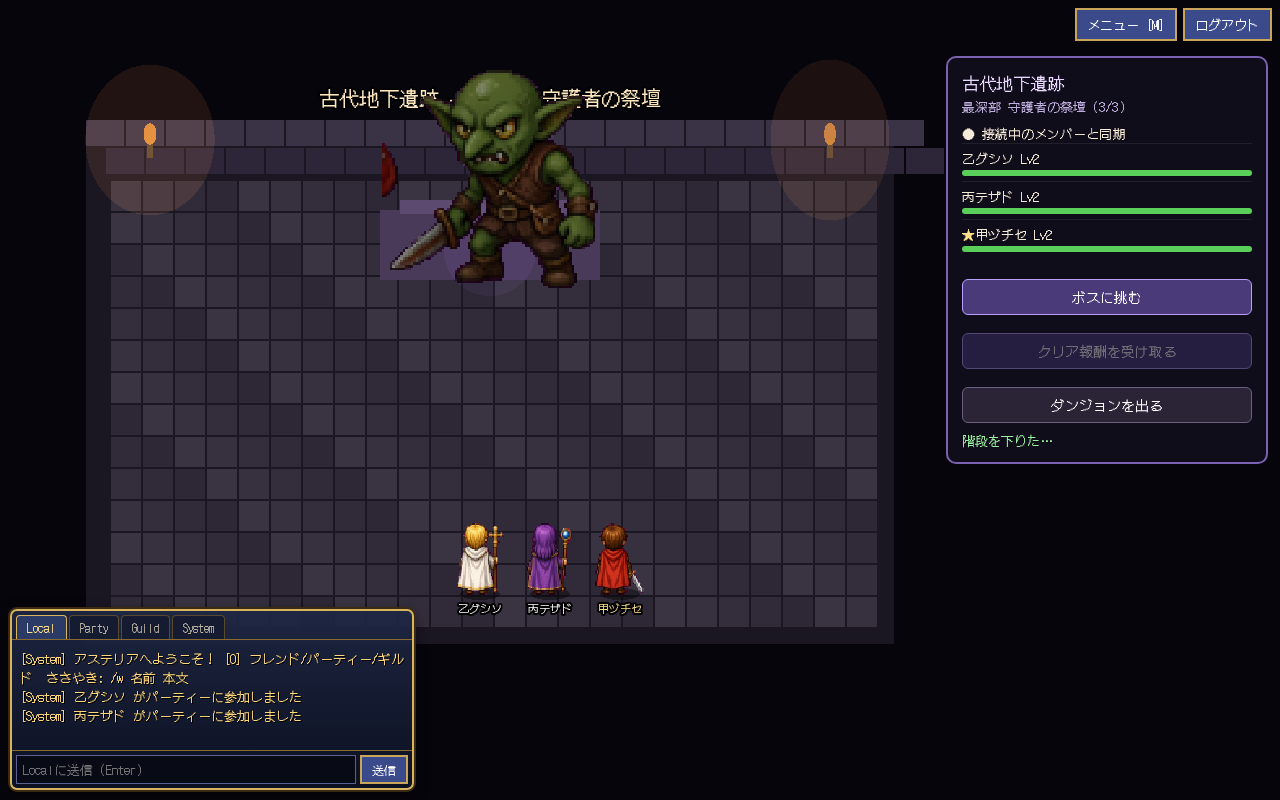 メニュー [M]
ログアウト
古代地下遺跡
守護者の祭壇
古代地下遺跡
最深部 守護者の祭壇 (3/3)
● 接続中のメンバーと同期
乙グシソ Lv2
丙テザド Lv2
★甲ヅチセ Lv2
ボスに挑む
クリア報酬を受け取る
ダンジョンを出る
階段を下りた…
乙グシソ
丙テザド
甲ヅチセ
Local
Party
Guild
System
[System] アステリアへようこそ! [O] フレンド/パーティー/ギル
ド ささやき: /w 名前 本文
[System] 乙グシソ がパーティーに参加しました
[System] 丙テザド がパーティーに参加しました
Localに送信 (Enter)
送信